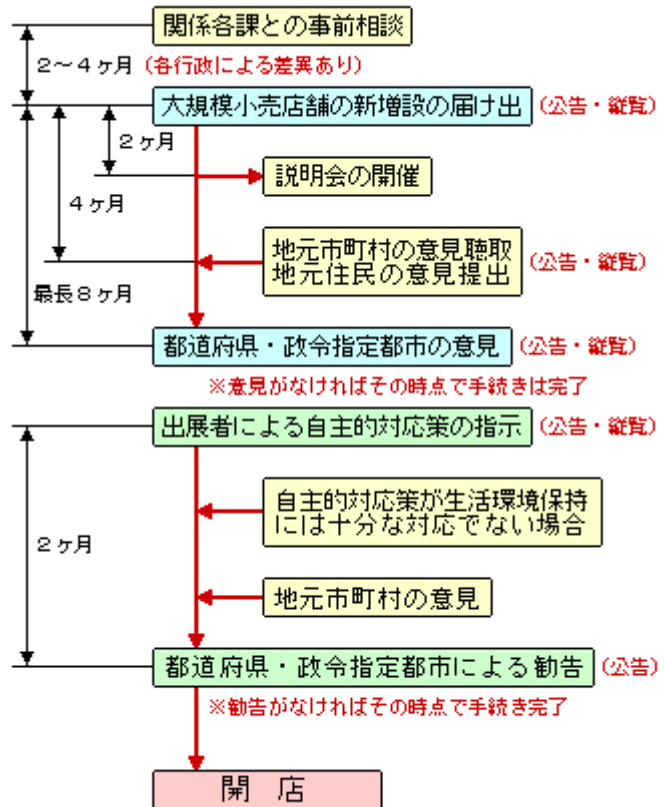 関係各課との事前相談
2～4ヶ月（各行政による差異あり）
大規模小売店舗の新増設の届け出（公告・縦覧）
2ヶ月
説明会の開催
4ヶ月
地元市町村の意見聴取
地元住民の意見提出（公告・縦覧）
最長8ヶ月
都道府県・政令指定都市の意見（公告・縦覧）
※意見がなければその時点で手続きは完了
出展者による自主的対応策の指示（公告・縦覧）
自主的対応策が生活環境保持
には十分な対応でない場合
2ヶ月
地元市町村の意見
都道府県・政令指定都市による勧告（公告）
※勧告がなければその時点で手続き完了
開 店